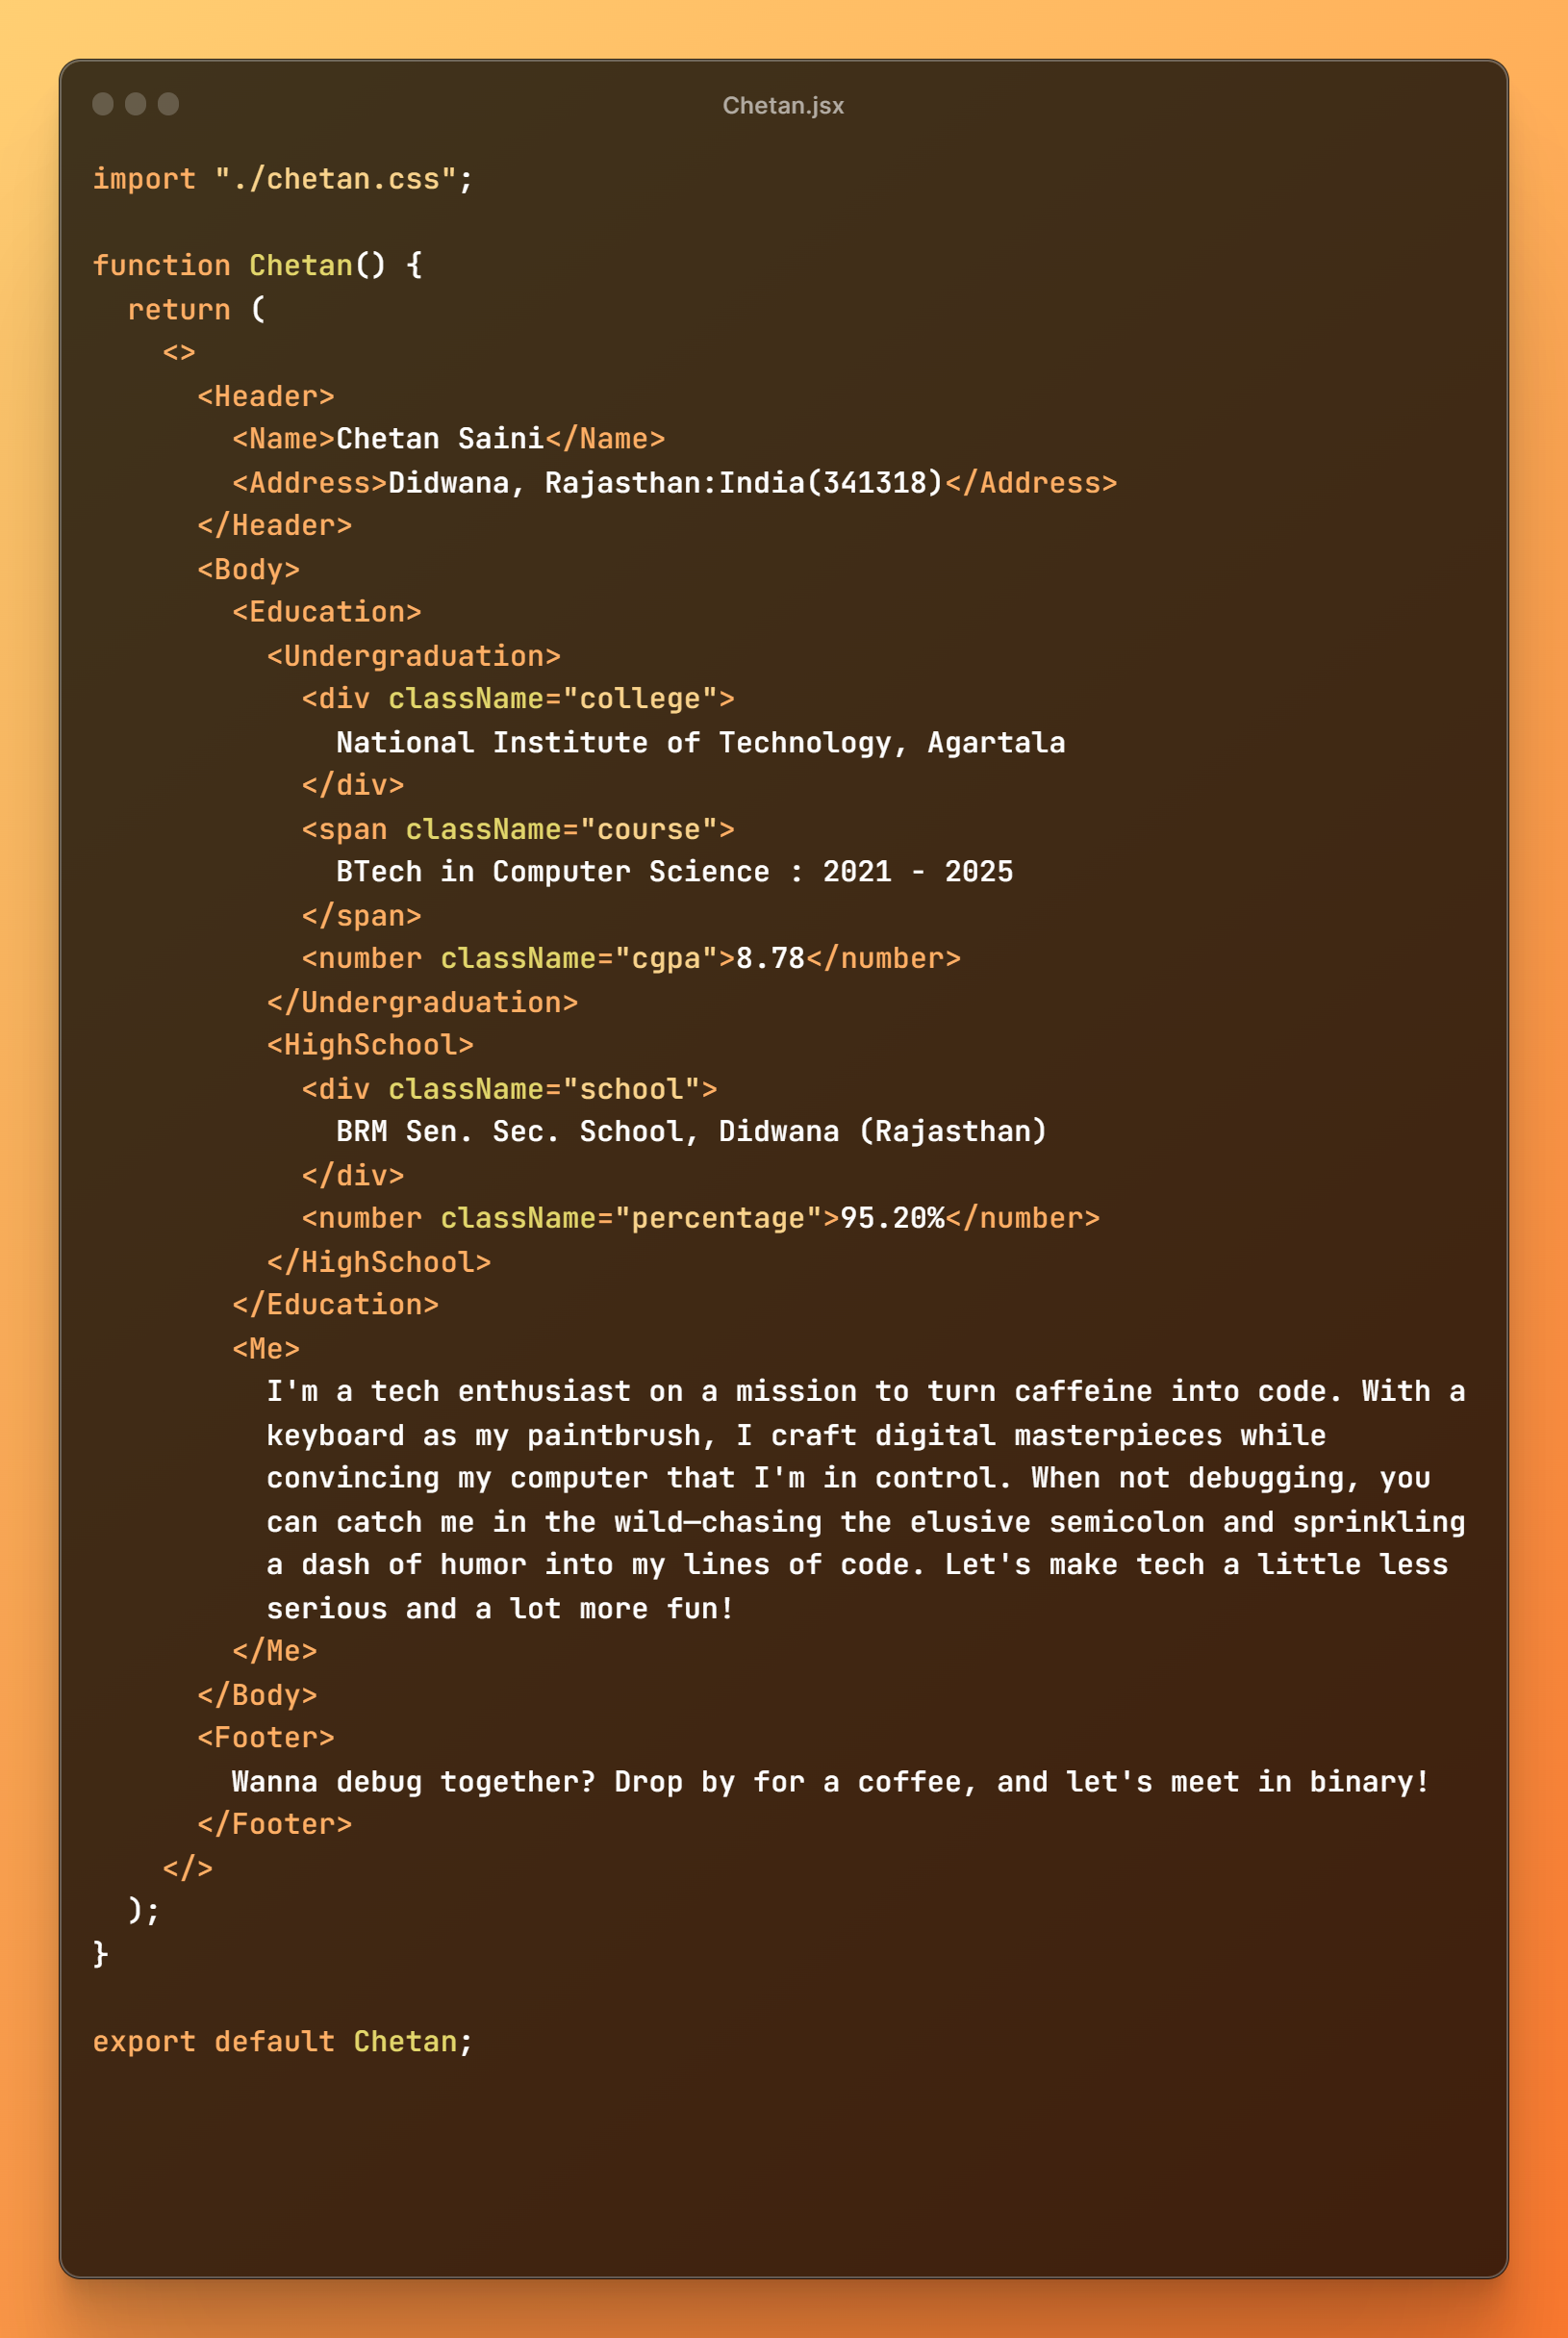 Chetan.jsx
import "./chetan.css";
function Chetan() {
  return (
    <>
      <Header>
        <Name>Chetan Saini</Name>
        <Address>Didwana, Rajasthan:India(341318)</Address>
      </Header>
      <Body>
        <Education>
          <Undergraduation>
            <div className="college">
              National Institute of Technology, Agartala
            </div>
            <span className="course">
              BTech in Computer Science : 2021 - 2025
            </span>
            <number className="cgpa">8.78</number>
          </Undergraduation>
          <HighSchool>
            <div className="school">
              BRM Sen. Sec. School, Didwana (Rajasthan)
            </div>
            <number className="percentage">95.20%</number>
          </HighSchool>
        </Education>
        <Me>
          I'm a tech enthusiast on a mission to turn caffeine into code. With a
          keyboard as my paintbrush, I craft digital masterpieces while
          convincing my computer that I'm in control. When not debugging, you
          can catch me in the wild—chasing the elusive semicolon and sprinkling
          a dash of humor into my lines of code. Let's make tech a little less
          serious and a lot more fun!
        </Me>
      </Body>
      <Footer>
        Wanna debug together? Drop by for a coffee, and let's meet in binary!
      </Footer>
    </>
  );
}
export default Chetan;